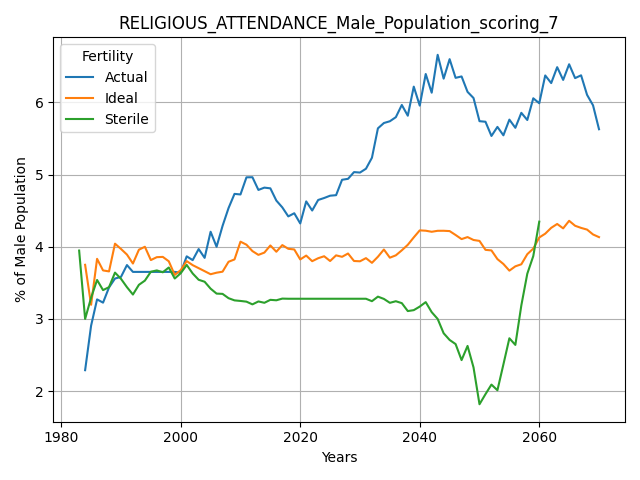 RELIGIOUS_ATTENDANCE_Male_Population_scoring_7
Fertility
Actual
Ideal
Sterile
% of Male Population
6
5
4
3
2
1980
2000
2020
2040
2060
Years